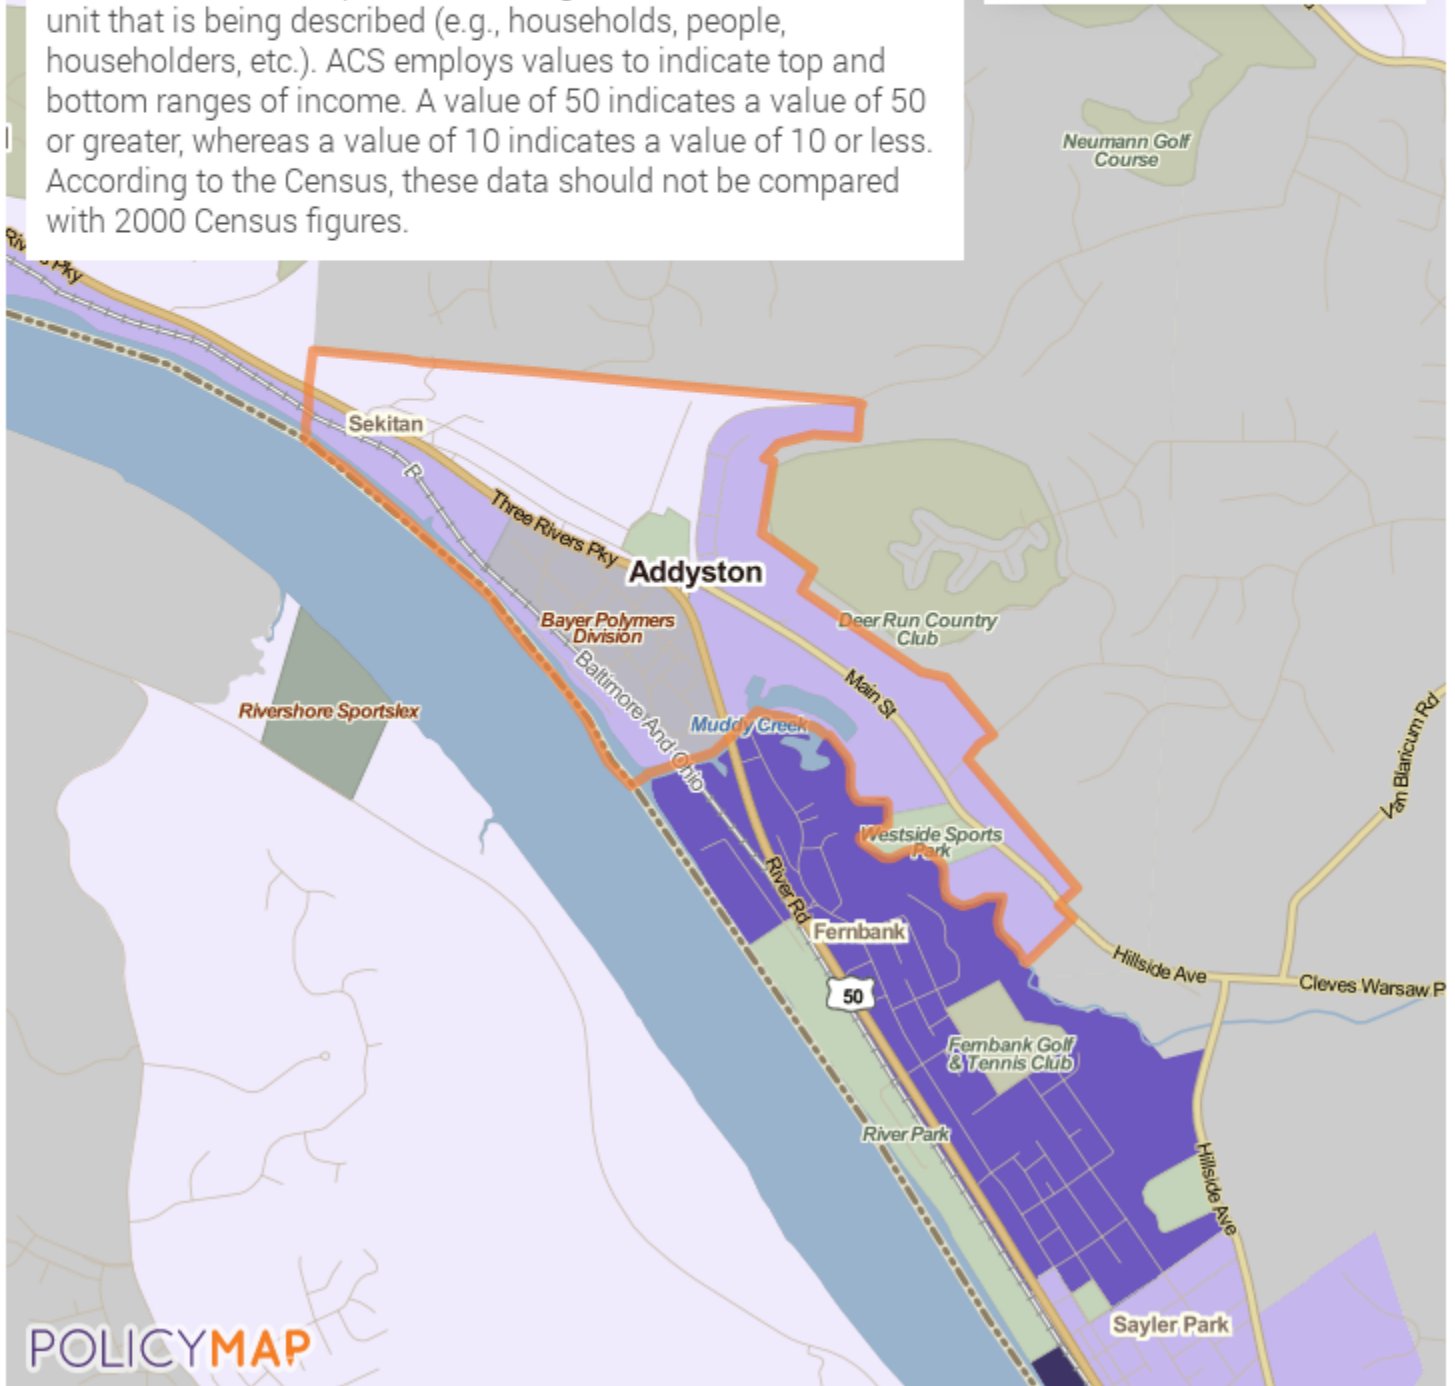 unit that is being described (e.g., households, people,
householders, etc.). ACS employs values to indicate top and
bottom ranges of income. A value of 50 indicates a value of 50
or greater, whereas a value of 10 indicates a value of 10 or less.
According to the Census, these data should not be compared
with 2000 Census figures.
Neumann Golf
Course
Pky
Sekitan
B
Three Rivers Pky
Addyston
Bayer Polymers
Division
Deer Run Country
Club
Baltimore And Ohio
Main St
Rivershore Sportslex
Muddy Creek
Van Blaricum Rd
Westside Sports
Park
River Rd
Fernbank
Hillside Ave
Cleves Warsaw P
50
Fernbank Golf
& Tennis Club
River Park
Hillside Ave
Sayler Park
POLICYMAP